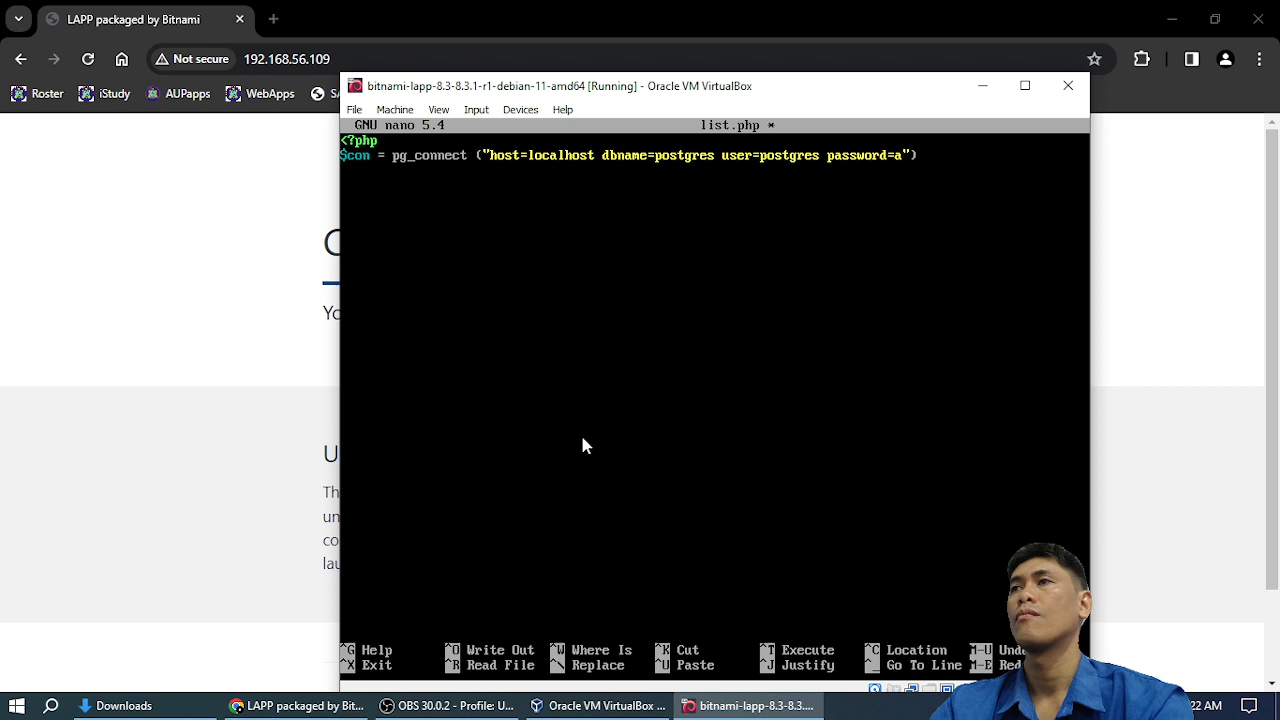 LAPP packaged by Bitnami
Not secure
192.168.56.109
Roster
iStudy
AUPapps
WebApps
bitnami-lapp-8.3-8.3.1-r1-debian-11-amd64 [Running] - Oracle VM VirtualBox
File Machine View Input Devices Help
GNU nano 5.4 list.php *
<?php
$con = pg_connect ("host=localhost dbname=postgres user=postgres password=a")
^G Help ^O Write Out ^W Where Is ^K Cut ^T Execute ^C Location M-U
^X Exit ^R Read File ^\ Replace ^U Paste ^J Justify ^_ Go To Line M-E
Downloads
LAPP packaged by Bit...
OBS 30.0.2 - Profile: U...
Oracle VM VirtualBox ...
bitnami-lapp-8.3-8.3....
22 AM